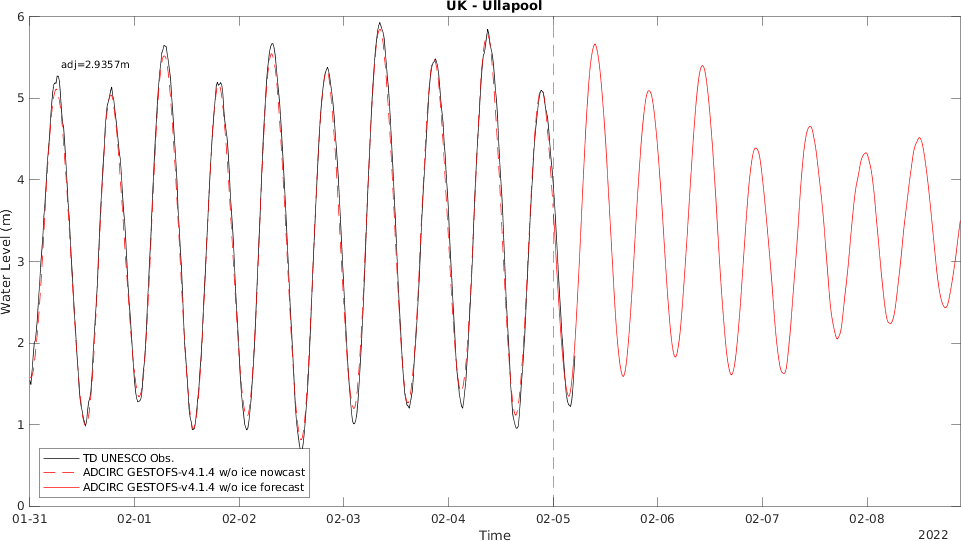 UK - Ullapool
adj=2.9357m
6
5
4
3
2
1
0
Water Level (m)
TD UNESCO Obs.
ADCIRC GESTOFS-v4.1.4 w/o ice nowcast
ADCIRC GESTOFS-v4.1.4 w/o ice forecast
01-31 02-01 02-02 02-03 02-04 02-05 02-06 02-07 02-08
Time
2022